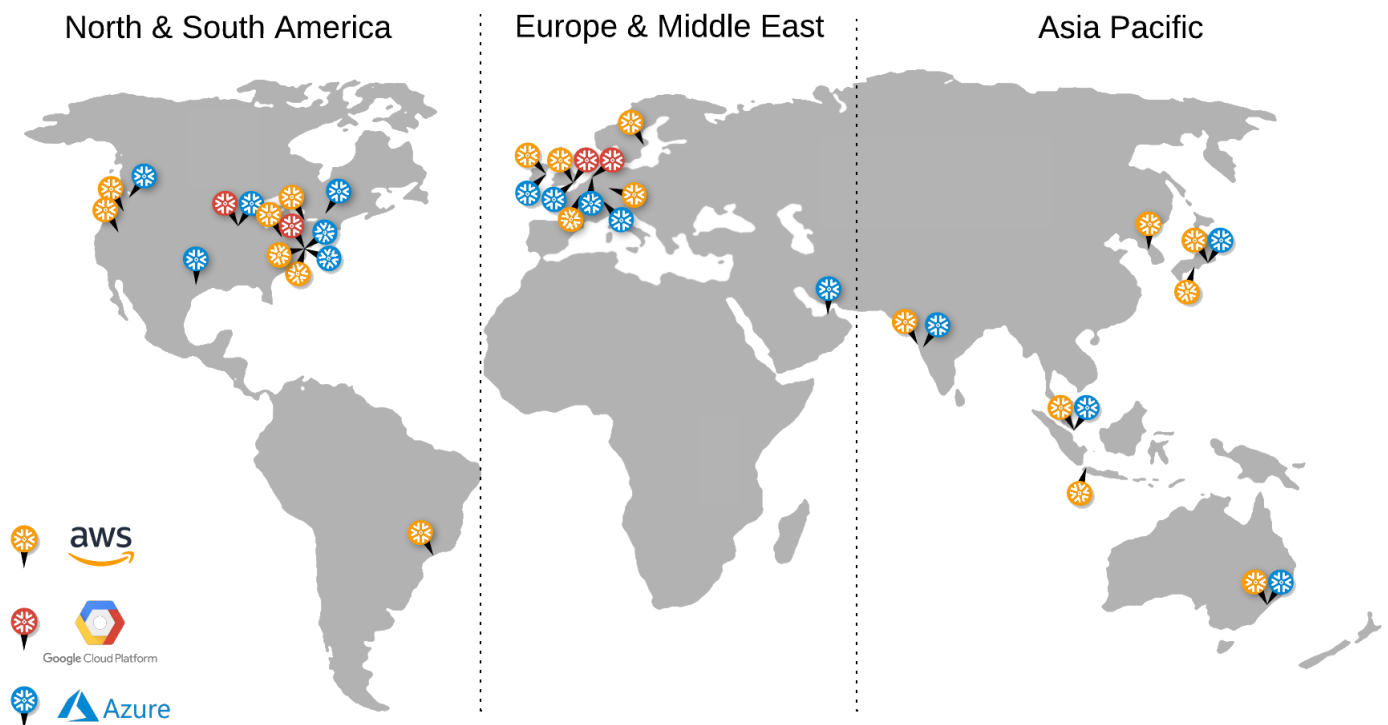 North & South America
Europe & Middle East
Asia Pacific
aws
Google Cloud Platform
Azure